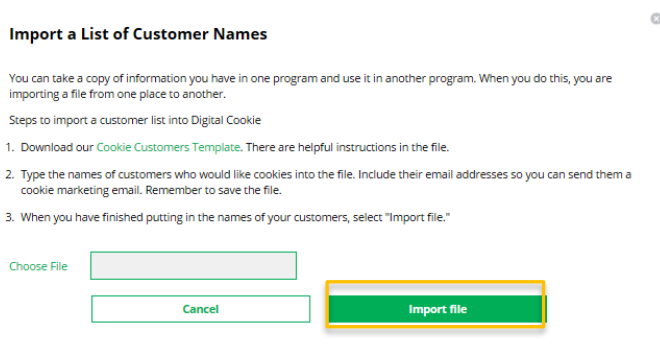 Import a List of Customer Names
You can take a copy of information you have in one program and use it in another program. When you do this, you are
importing a file from one place to another.
Steps to import a customer list into Digital Cookie
1. Download our Cookie Customers Template. There are helpful instructions in the file.
2. Type the names of customers who would like cookies into the file. Include their email addresses so you can send them a
cookie marketing email. Remember to save the file.
3. When you have finished putting in the names of your customers, select "Import file."
Choose File
Cancel Import file